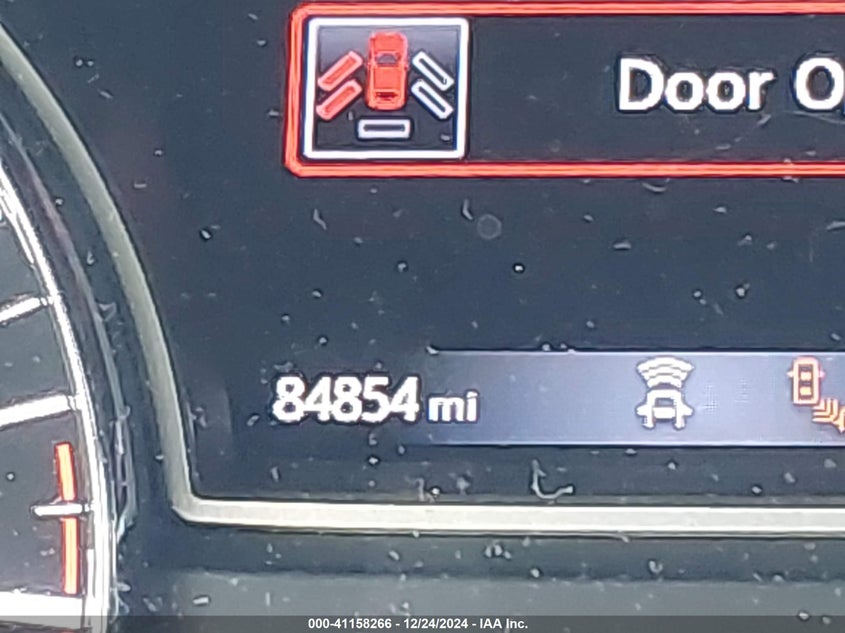 Door O
84854 mi
000-41158266 - 12/24/2024 - IAA Inc.